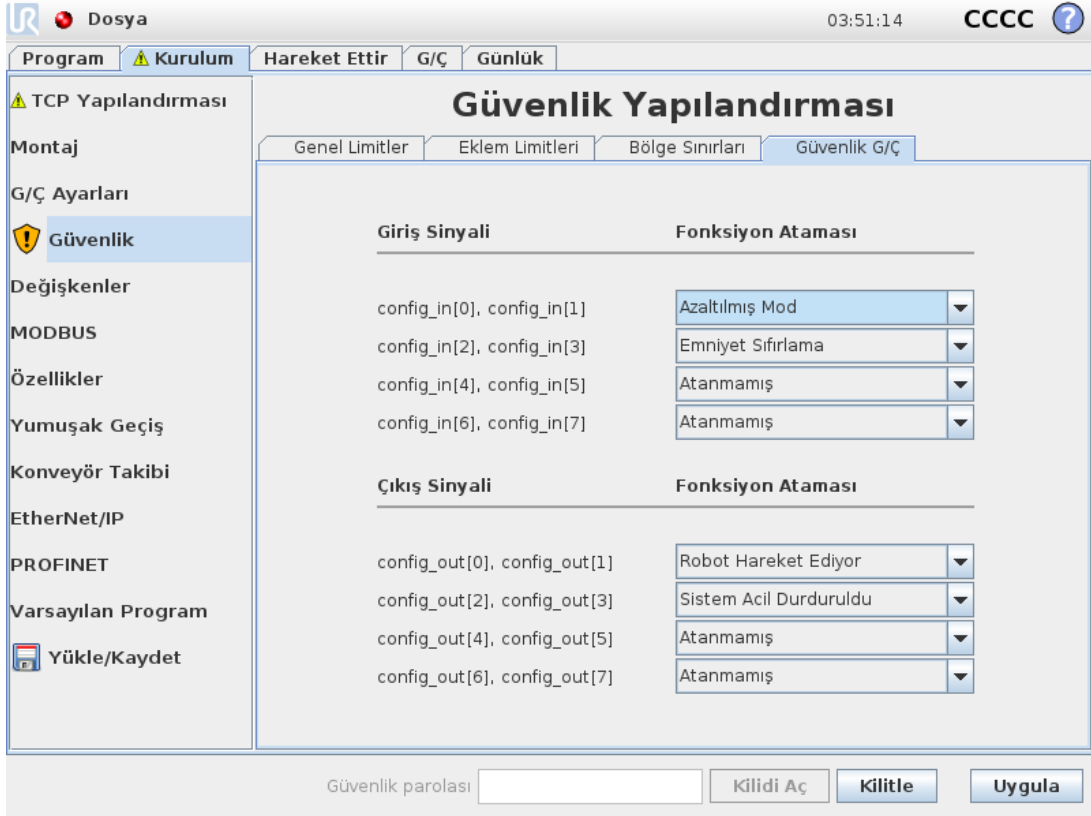 UR Dosya 03:51:14 CCCC ?
Program Kurulum Hareket Ettir G/Ç Günlük
TCP Yapılandırması
Montaj
G/Ç Ayarları
Güvenlik
Değişkenler
MODBUS
Özellikler
Yumuşak Geçiş
Konveyör Takibi
EtherNet/IP
PROFINET
Varsayılan Program
Yükle/Kaydet
Güvenlik Yapılandırması
Genel Limitler Eklem Limitleri Bölge Sınırları Güvenlik G/Ç
Giriş Sinyali Fonksiyon Ataması
config_in[0], config_in[1] Azaltılmış Mod
config_in[2], config_in[3] Emniyet Sıfırlama
config_in[4], config_in[5] Atanmamış
config_in[6], config_in[7] Atanmamış
Çıkış Sinyali Fonksiyon Ataması
config_out[0], config_out[1] Robot Hareket Ediyor
config_out[2], config_out[3] Sistem Acil Durduruldu
config_out[4], config_out[5] Atanmamış
config_out[6], config_out[7] Atanmamış
Güvenlik parolası Kilidi Aç Kilitle Uygula